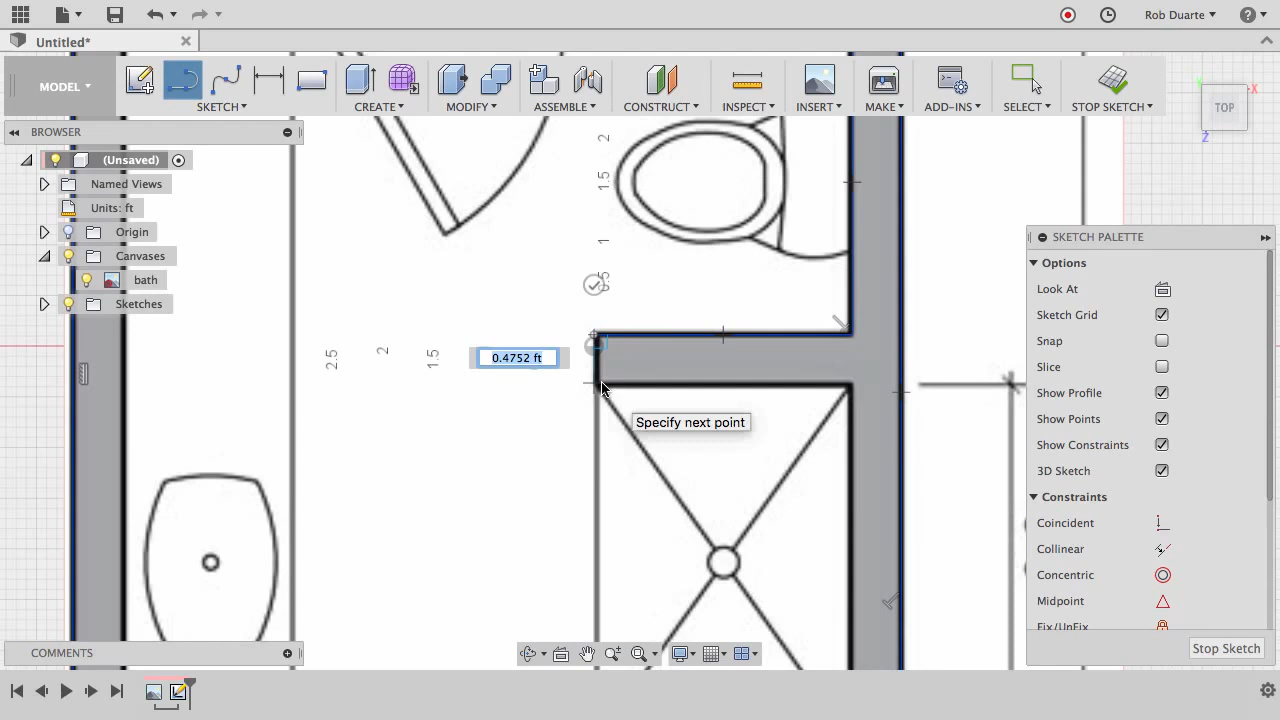 Rob Duarte
Untitled*
MODEL
SKETCH
CREATE
MODIFY
ASSEMBLE
CONSTRUCT
INSPECT
INSERT
MAKE
ADD-INS
SELECT
STOP SKETCH
TOP
X
Y
Z
BROWSER
(Unsaved)
Named Views
Units: ft
Origin
Canvases
bath
Sketches
2
1.5
1
2.5
2
1.5
0.4752 ft
Specify next point
SKETCH PALETTE
Options
Look At
Sketch Grid
Snap
Slice
Show Profile
Show Points
Show Constraints
3D Sketch
Constraints
Coincident
Collinear
Concentric
Midpoint
Fix/UnFix
Stop Sketch
COMMENTS